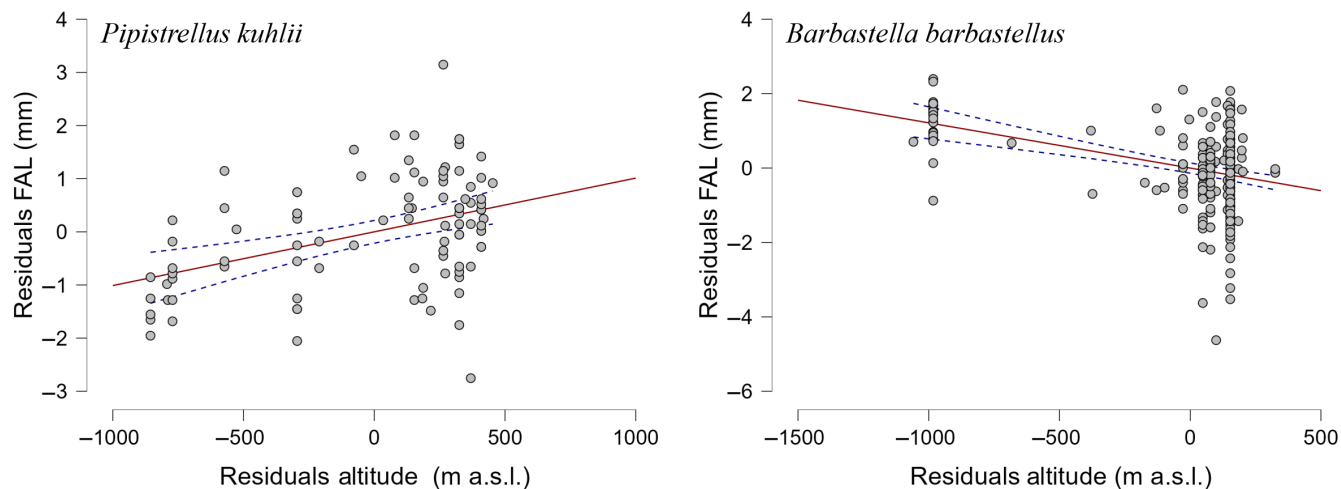 Pipistrellus kuhlii
4
3
2
1
0
–1
–2
–3
Residuals FAL (mm)
–1000 –500 0 500 1000
Residuals altitude (m a.s.l.)
Barbastella barbastellus
4
2
0
–2
–4
–6
Residuals FAL (mm)
–1500 –1000 –500 0 500
Residuals altitude (m a.s.l.)